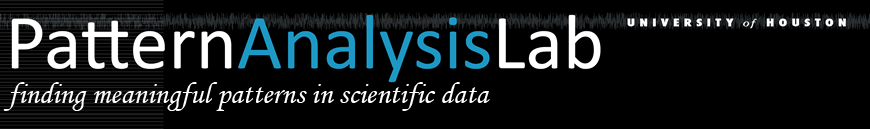 PatternAnalysisLab
UNIVERSITY of HOUSTON
finding meaningful patterns in scientific data